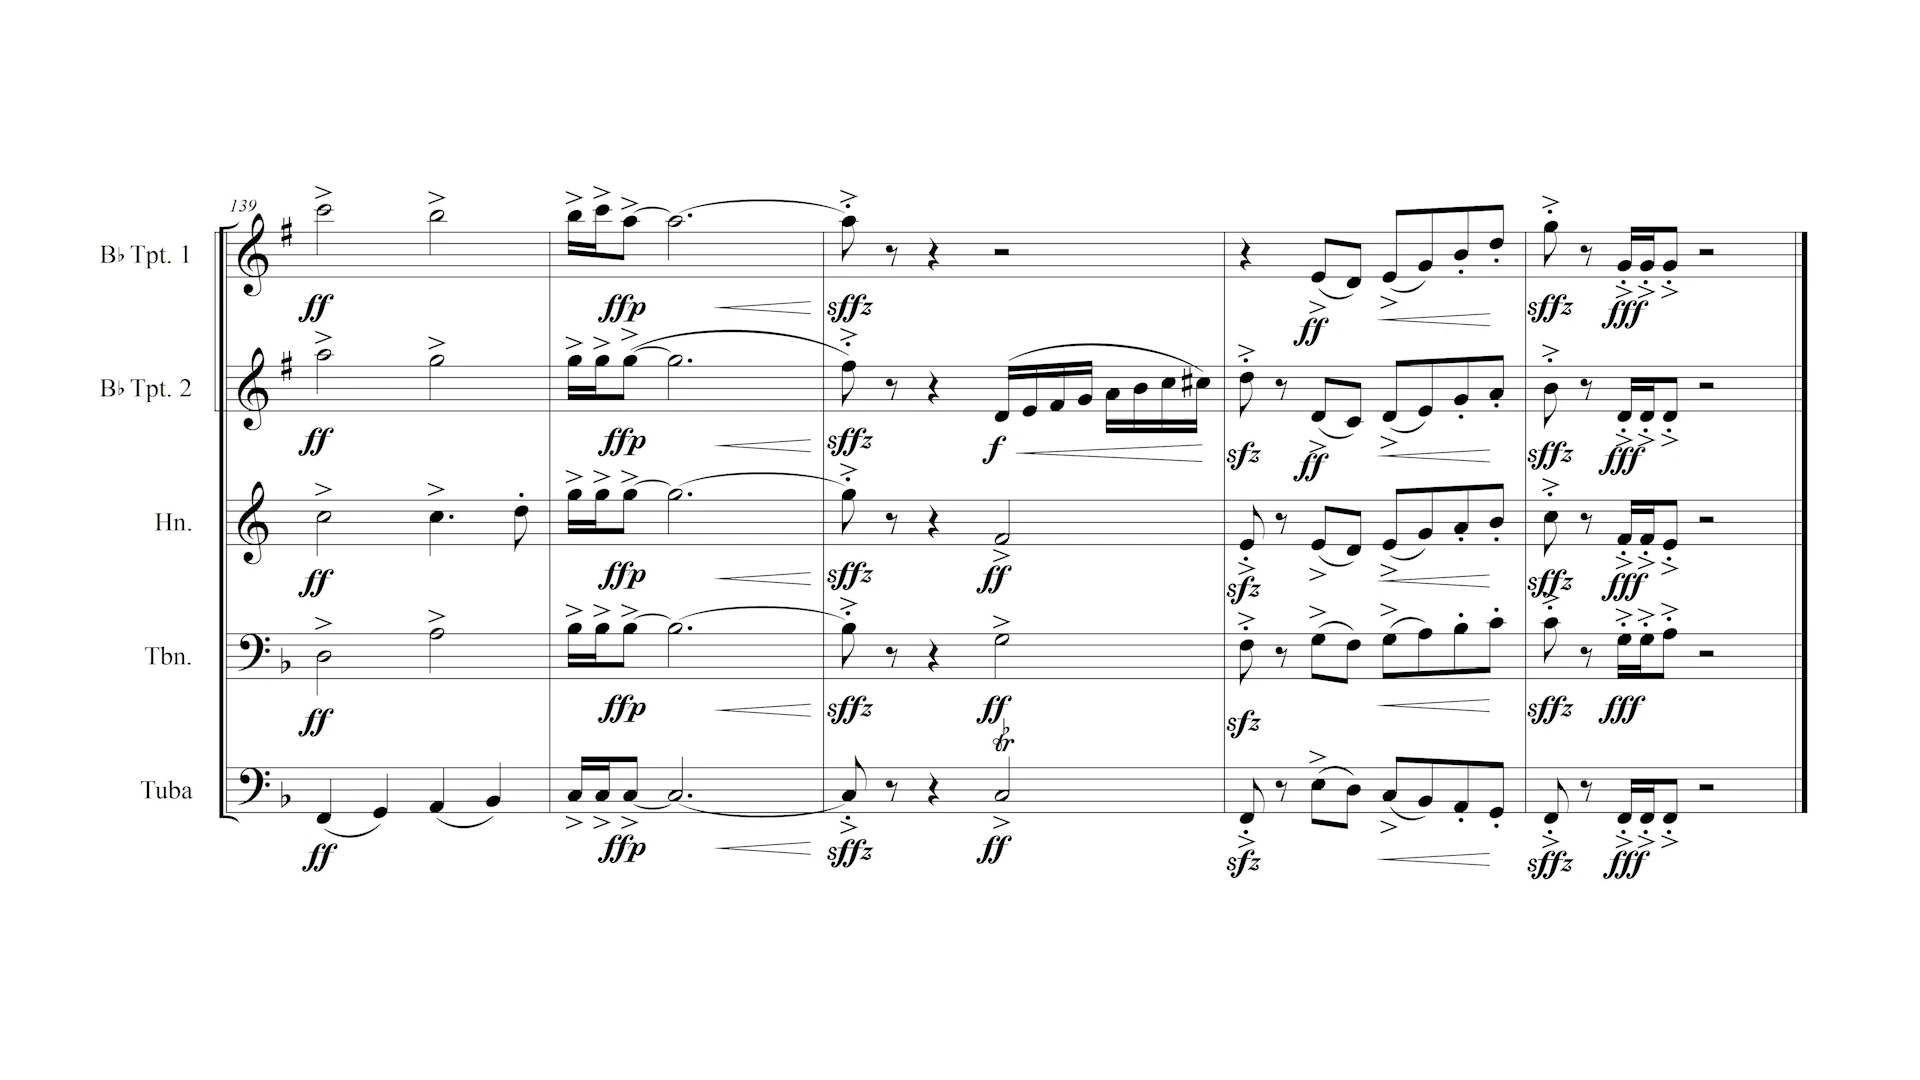 139
B♭ Tpt. 1
ff ffp sffz ff sffz fff
B♭ Tpt. 2
ff ffp sffz f sfz ff sffz fff
Hn.
ff ffp sffz ff sfz sffz fff
Tbn.
ff ffp sffz ff sfz sffz fff
♭
tr
Tuba
ff ffp sffz ff sfz sffz fff